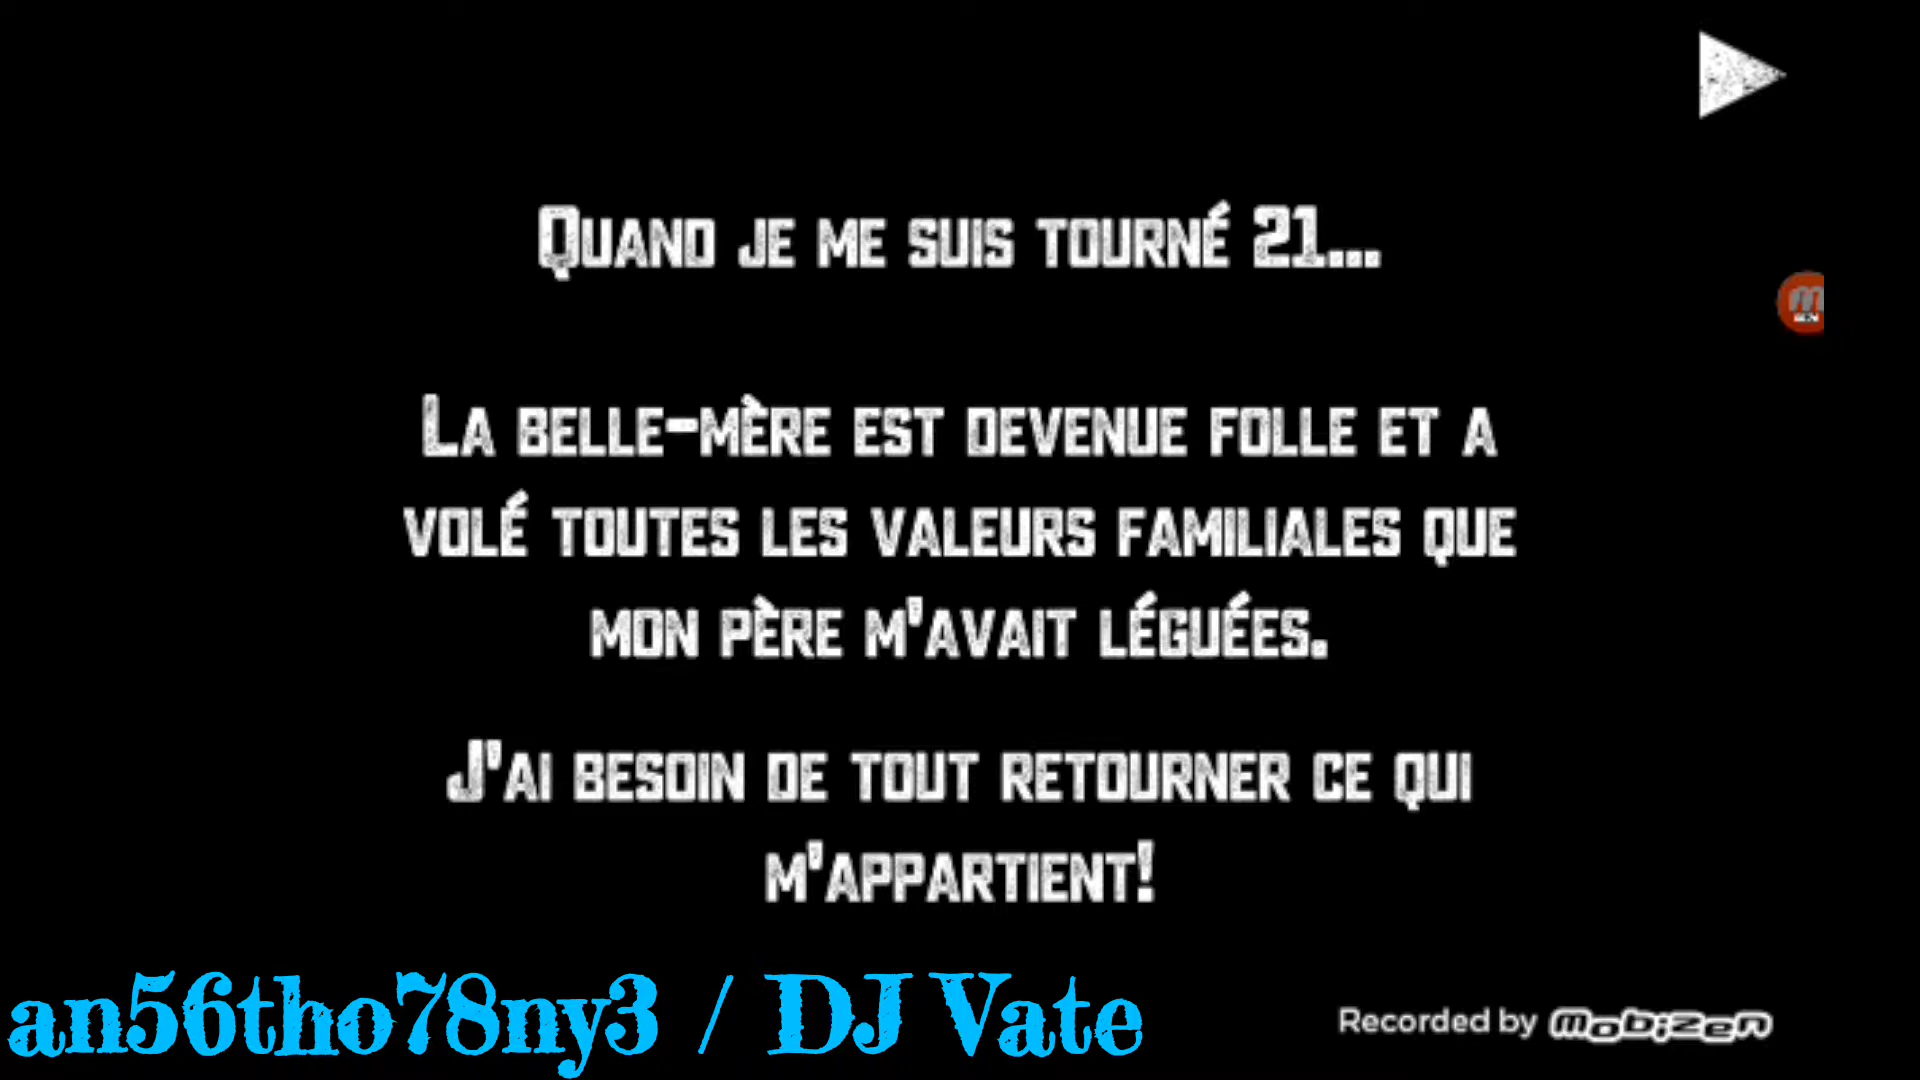 Quand je me suis tourné 21...
La belle-mère est devenue folle et a
volé toutes les valeurs familiales que
mon père m'avait léguées.
J'ai besoin de tout retourner ce qui
m'appartient!
an56tho78ny3 / DJ Vate
Recorded by mobizen